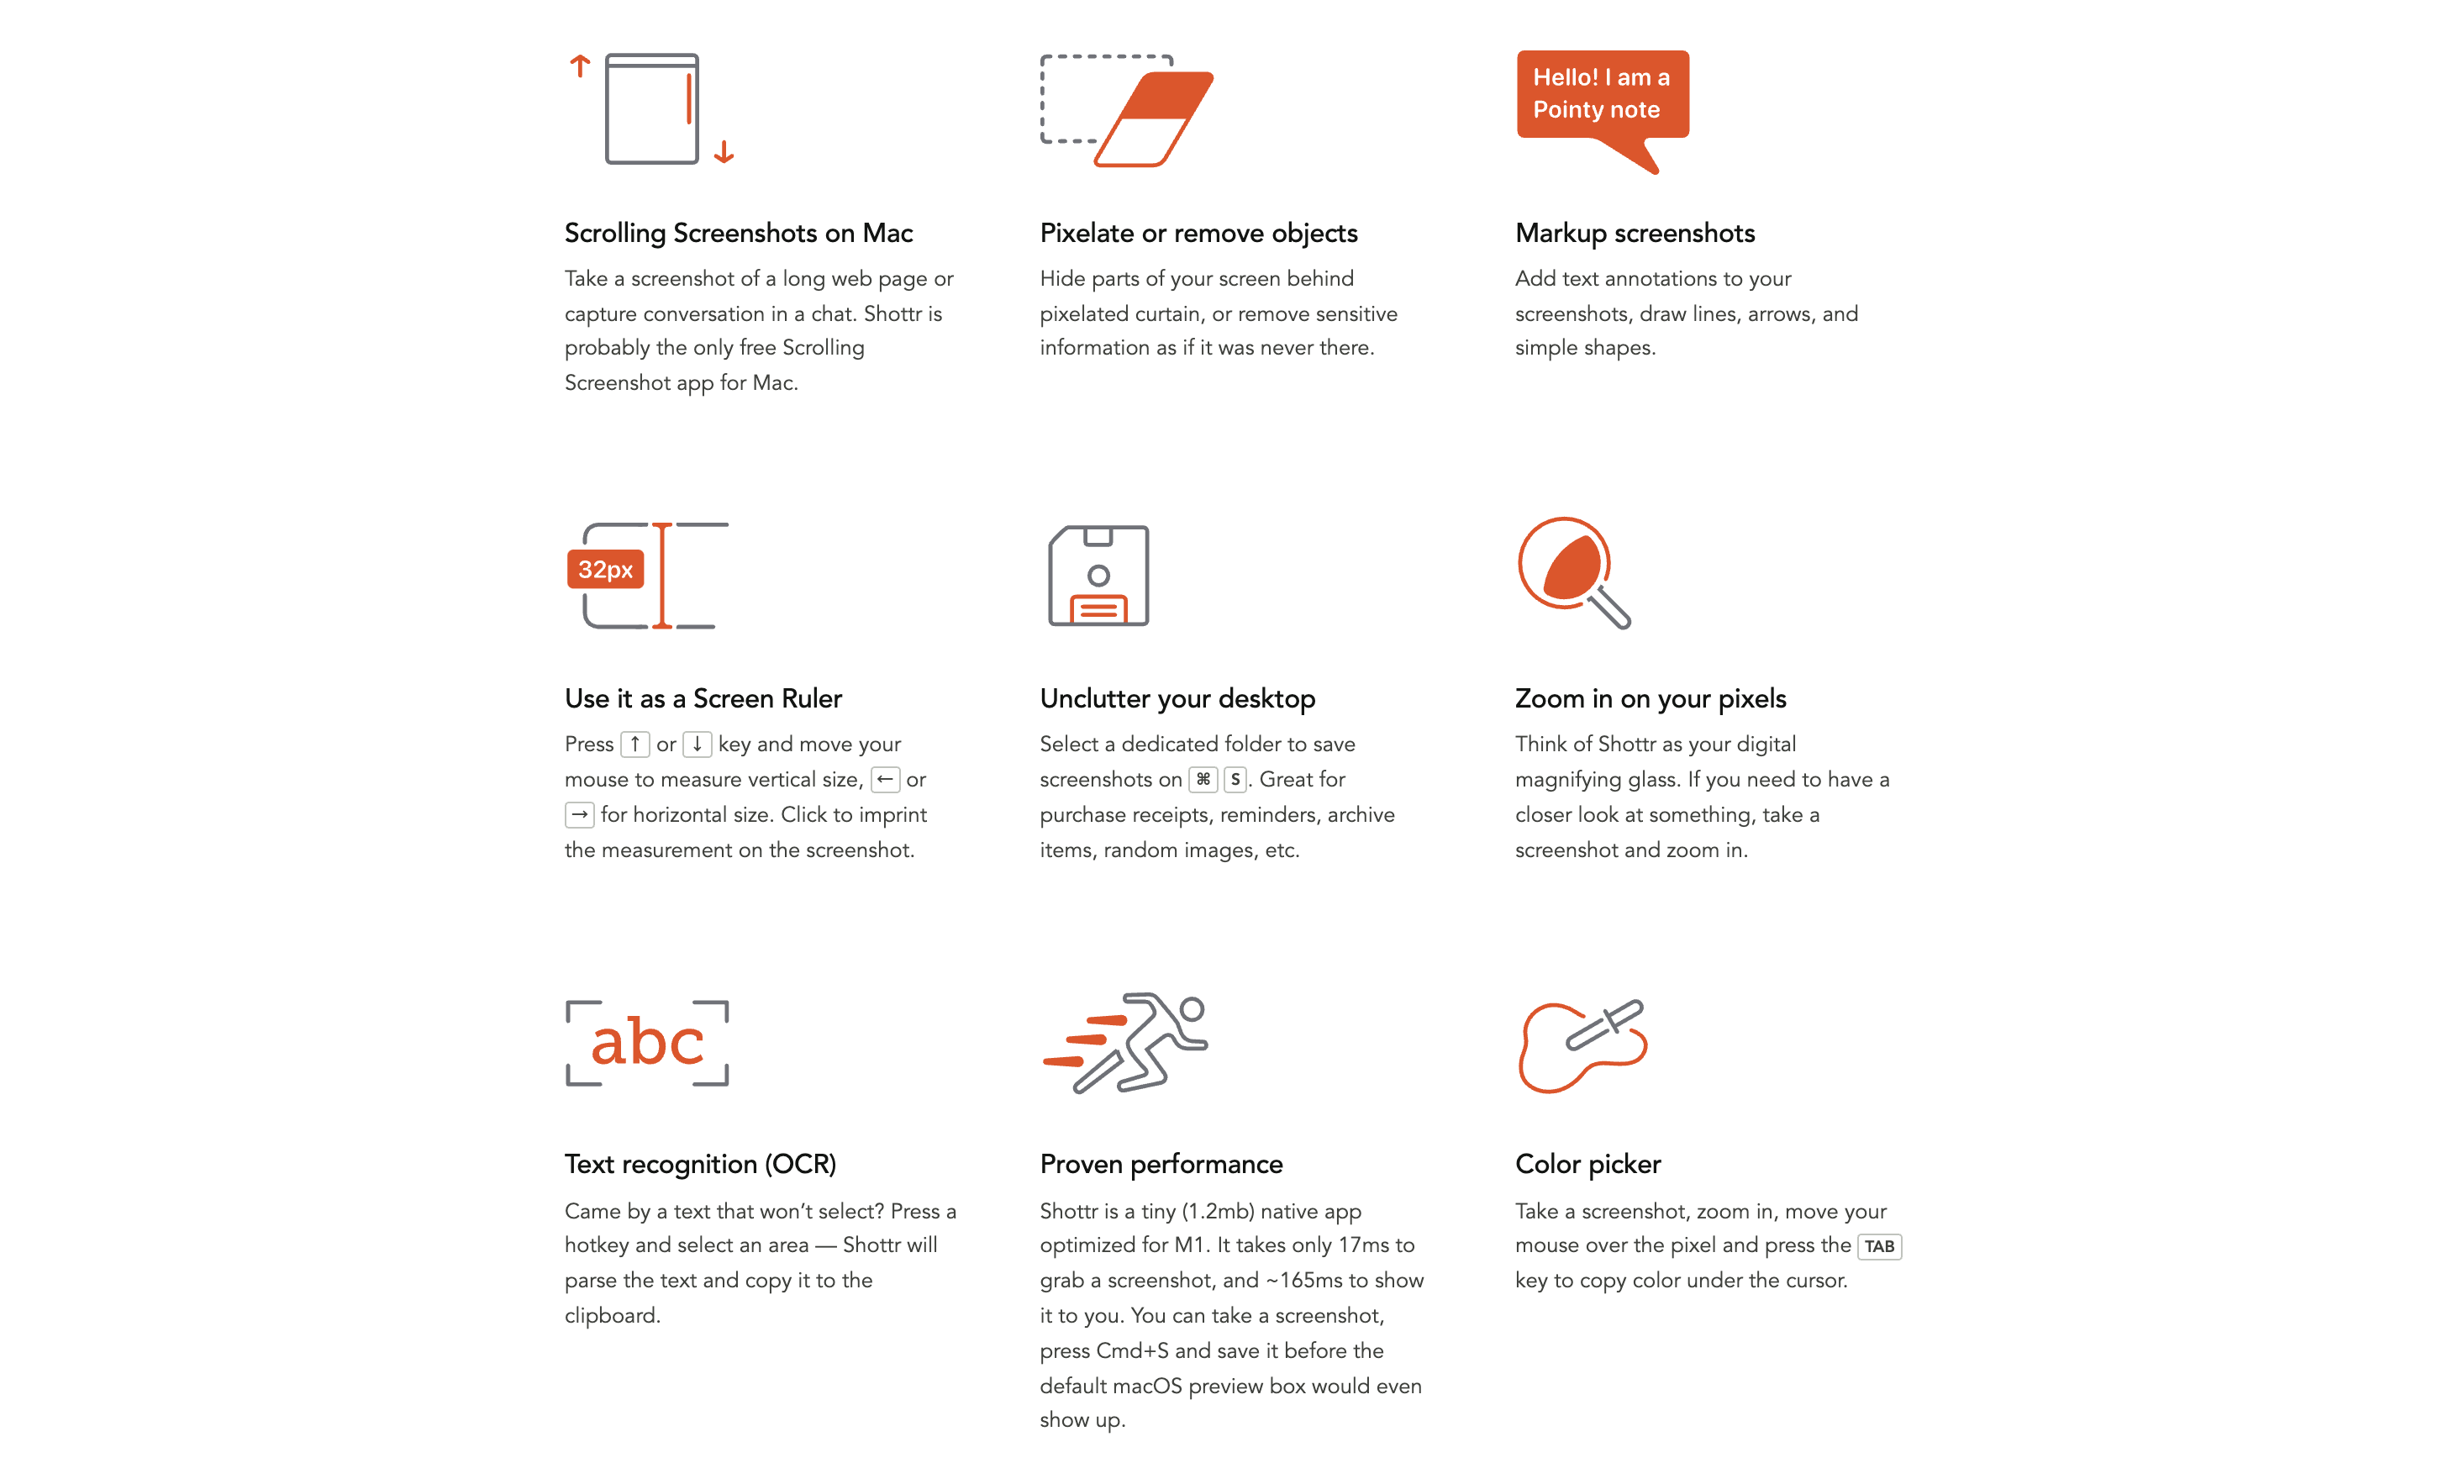 Hello! I am a
Pointy note
Scrolling Screenshots on Mac
Take a screenshot of a long web page or
capture conversation in a chat. Shottr is
probably the only free Scrolling
Screenshot app for Mac.
Pixelate or remove objects
Hide parts of your screen behind
pixelated curtain, or remove sensitive
information as if it was never there.
Markup screenshots
Add text annotations to your
screenshots, draw lines, arrows, and
simple shapes.
32px
Use it as a Screen Ruler
Press ↑ or ↓ key and move your
mouse to measure vertical size, ← or
→ for horizontal size. Click to imprint
the measurement on the screenshot.
Unclutter your desktop
Select a dedicated folder to save
screenshots on ⌘ S. Great for
purchase receipts, reminders, archive
items, random images, etc.
Zoom in on your pixels
Think of Shottr as your digital
magnifying glass. If you need to have a
closer look at something, take a
screenshot and zoom in.
abc
Text recognition (OCR)
Came by a text that won’t select? Press a
hotkey and select an area — Shottr will
parse the text and copy it to the
clipboard.
Proven performance
Shottr is a tiny (1.2mb) native app
optimized for M1. It takes only 17ms to
grab a screenshot, and ~165ms to show
it to you. You can take a screenshot,
press Cmd+S and save it before the
default macOS preview box would even
show up.
Color picker
Take a screenshot, zoom in, move your
mouse over the pixel and press the TAB
key to copy color under the cursor.